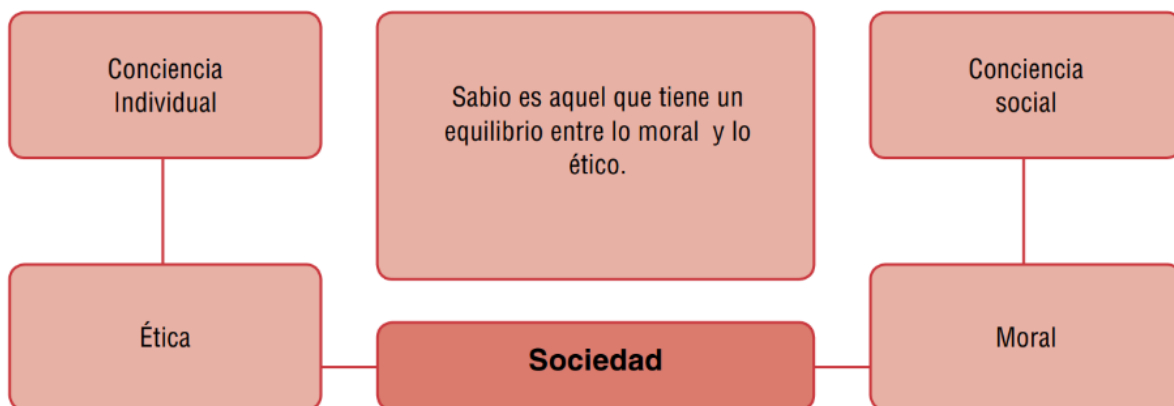 Conciencia
Individual
Sabio es aquel que tiene un
equilibrio entre lo moral y lo
ético.
Conciencia
social
Ética
Sociedad
Moral